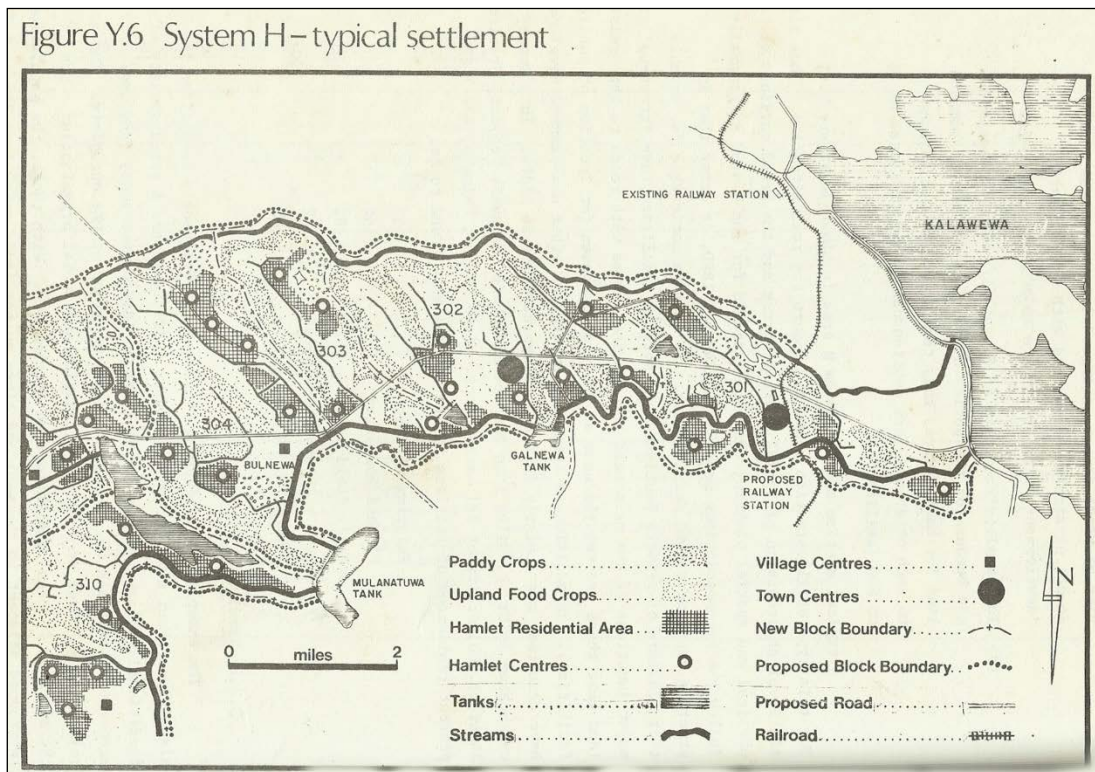 Figure Y.6 System H – typical settlement
EXISTING RAILWAY STATION
KALAWEWA
302
303
301
304
BULNEWA
GALNEWA
TANK
PROPOSED
RAILWAY
STATION
MULANATUWA
TANK
310
0 miles 2
Paddy Crops
Upland Food Crops
Hamlet Residential Area
Hamlet Centres
Tanks
Streams
Village Centres
Town Centres
New Block Boundary
Proposed Block Boundary
Proposed Road
Railroad
N